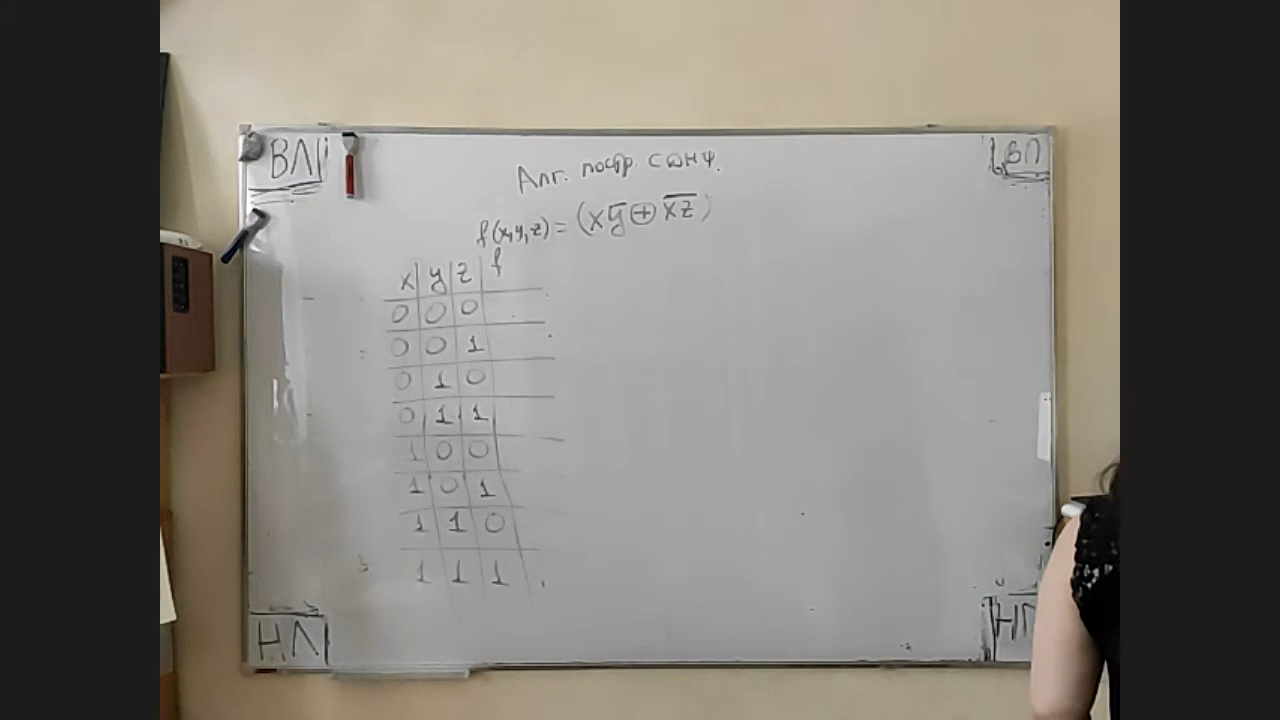 ВЛ
ВП
Алг. постр СДНФ.
f(x,y,z) = (xy̅ ⊕ x̅z̅)
x y z f
0 0 0
0 0 1
0 1 0
0 1 1
1 0 0
1 0 1
1 1 0
1 1 1
НЛ
НП